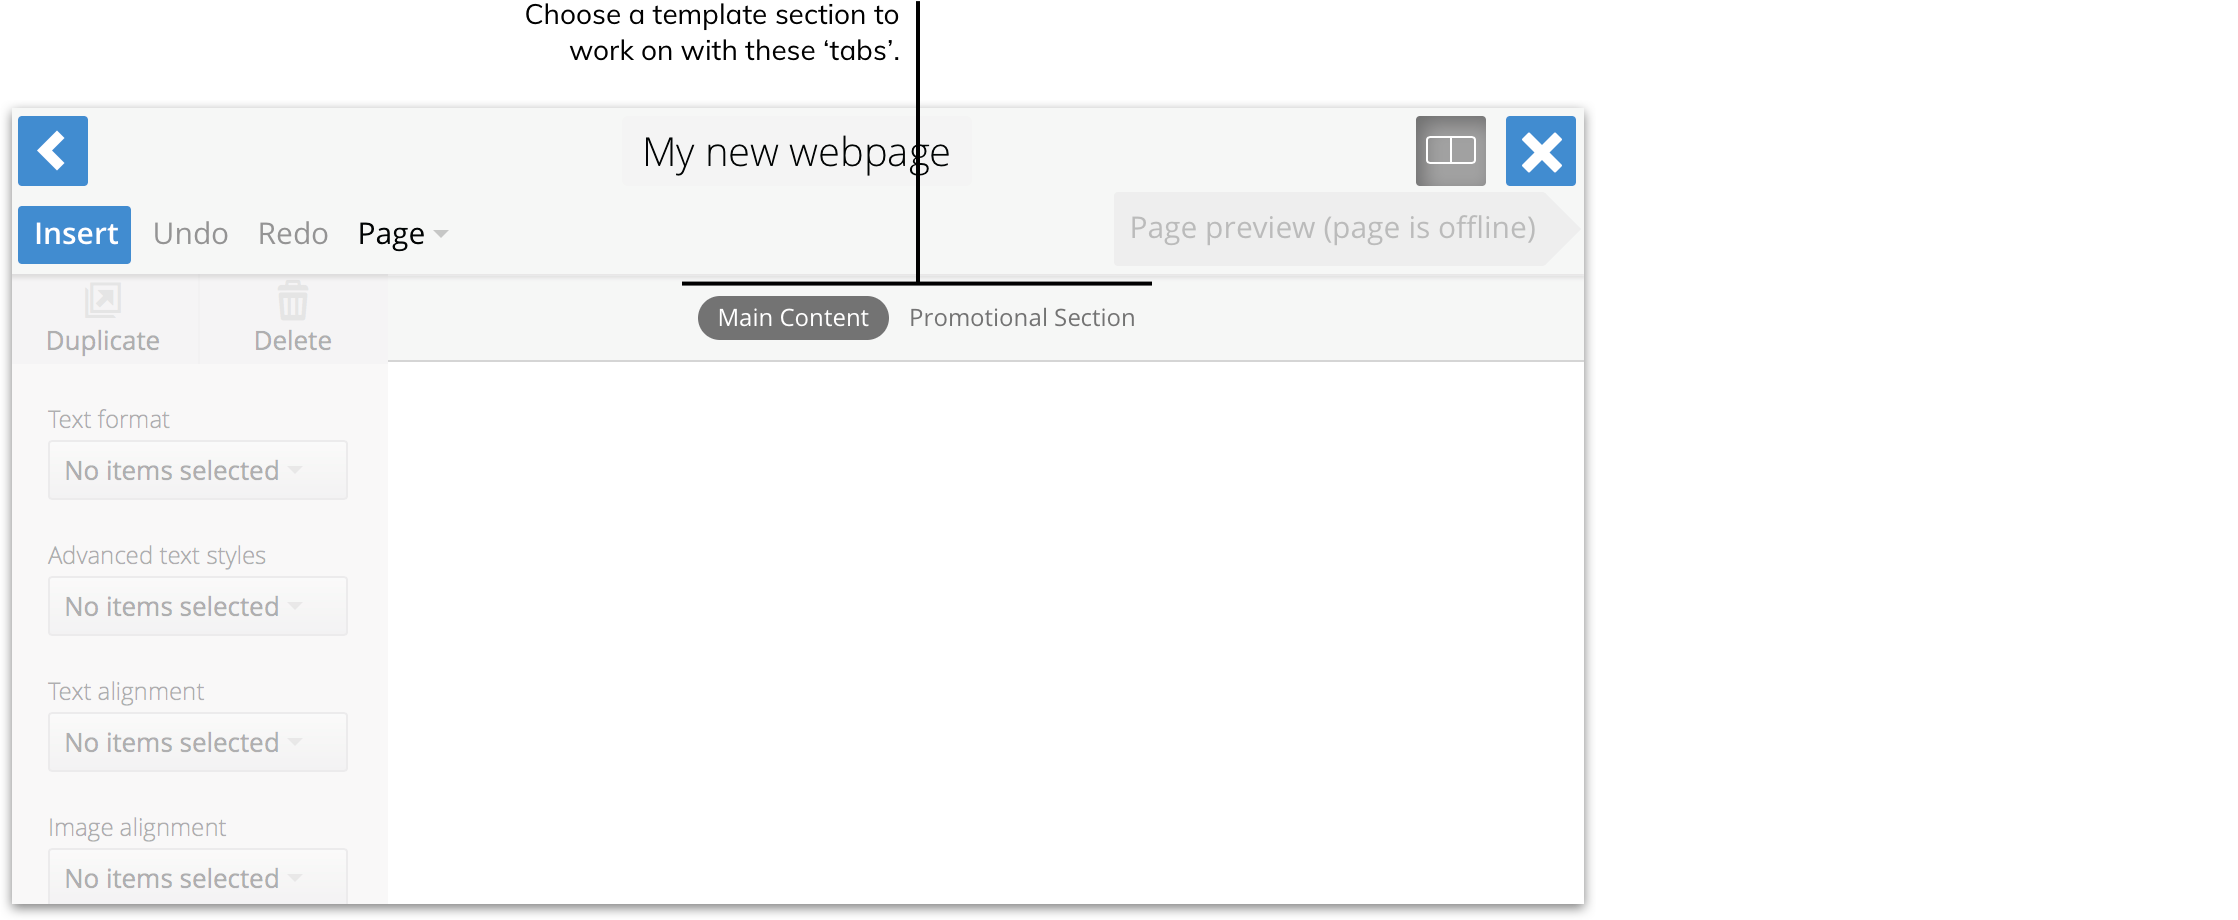 Choose a template section to
work on with these ‘tabs’.
My new webpage
Insert Undo Redo Page
Page preview (page is offline)
Duplicate Delete
Main Content Promotional Section
Text format
No items selected
Advanced text styles
No items selected
Text alignment
No items selected
Image alignment
No items selected